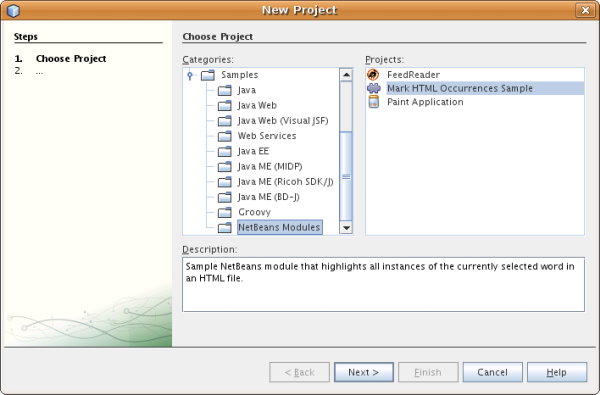 New Project
Steps
1. Choose Project
2. ...
Choose Project
Categories:
Samples
Java
Java Web
Java Web (Visual JSF)
Web Services
Java EE
Java ME (MIDP)
Java ME (Ricoh SDK/J)
Java ME (BD-J)
Groovy
NetBeans Modules
Projects:
FeedReader
Mark HTML Occurrences Sample
Paint Application
Description:
Sample NetBeans module that highlights all instances of the currently selected word in
an HTML file.
< Back
Next >
Finish
Cancel
Help